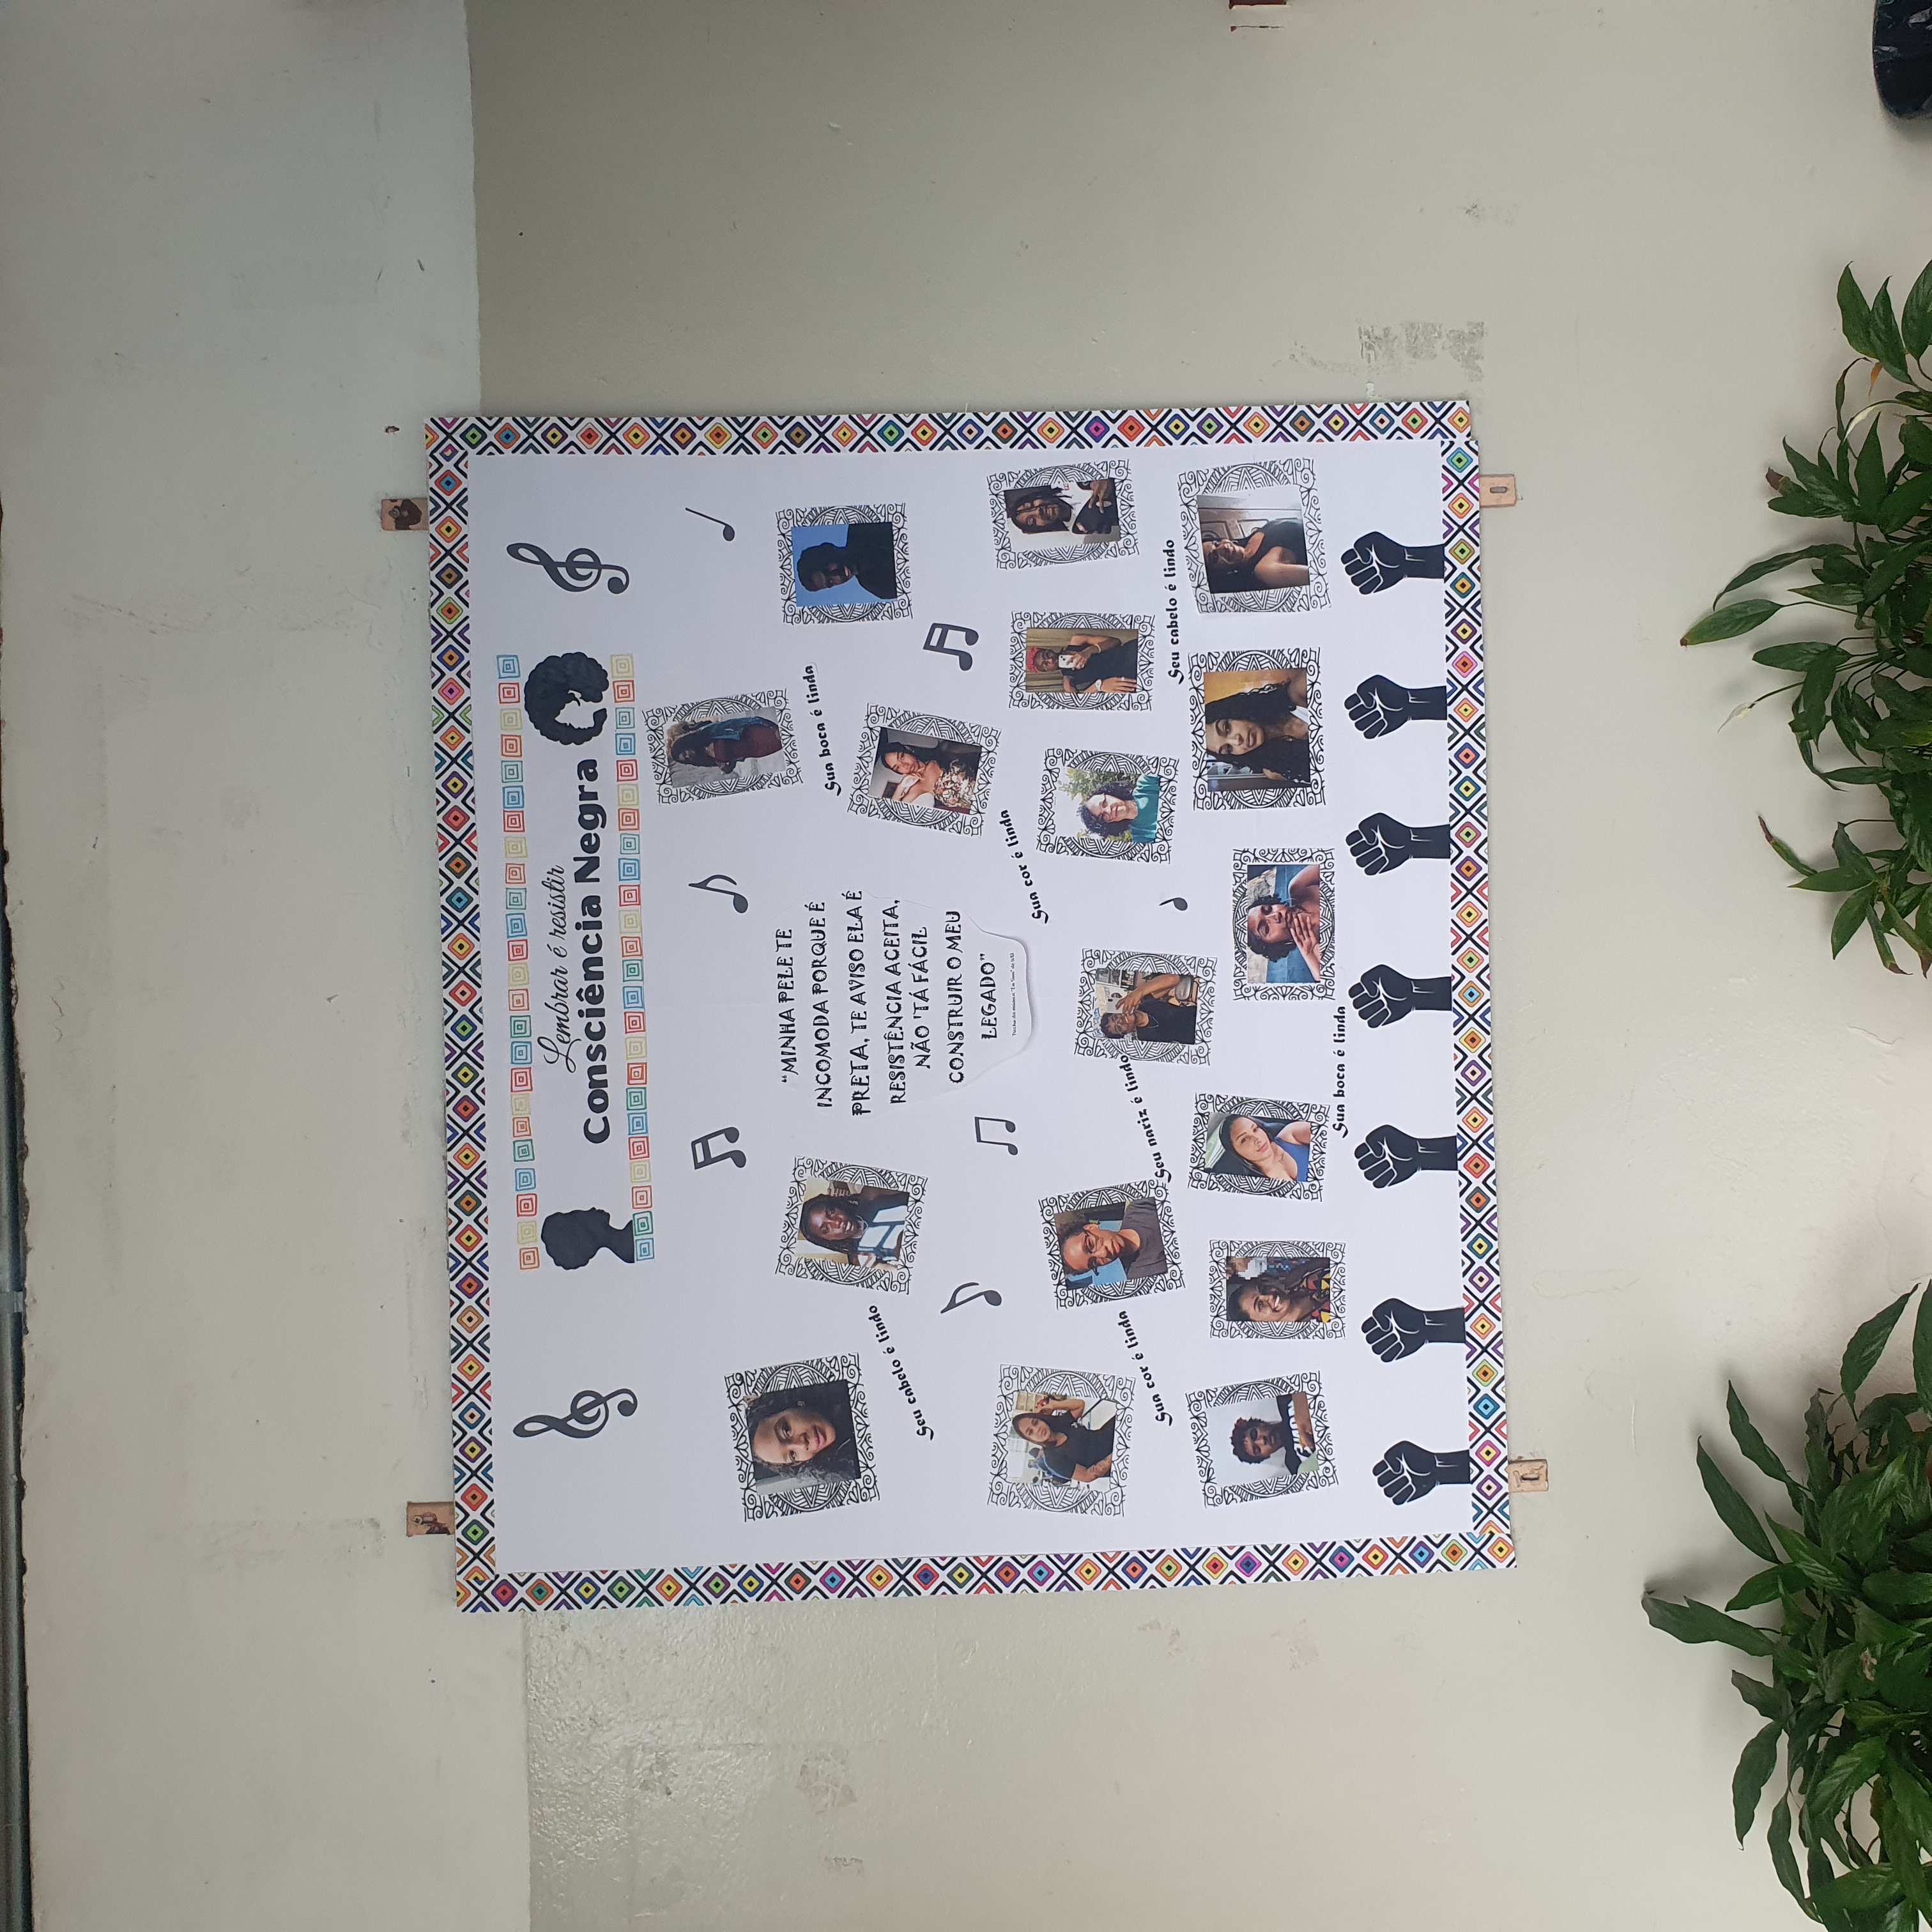 Lembrar é resistir
Consciência Negra
“MINHA PELE TE
INCOMODA PORQUE É
PRETA, TE AVISO ELA É
RESISTÊNCIA ACEITA,
NÃO 'TÁ FÁCIL
CONSTRUIR O MEU
LEGADO”
Sua boca é linda
Seu cabelo é lindo
Sua cor é linda
Sua cor é linda
Seu nariz é lindo
Seu cabelo é lindo
Sua boca é linda